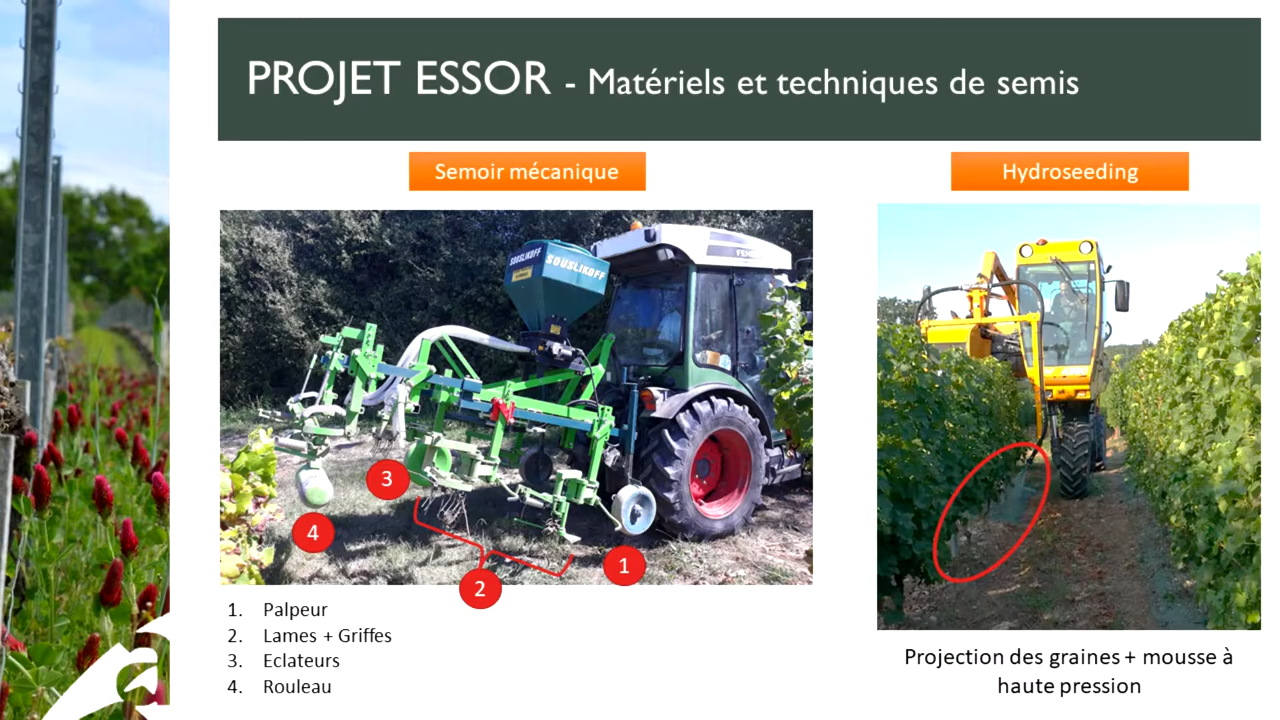 PROJET ESSOR - Matériels et techniques de semis
Semoir mécanique
Hydroseeding
SOUSLIKOFF
SOUSLIKOFF
3
4
2
1
1. Palpeur
2. Lames + Griffes
3. Eclateurs
4. Rouleau
Projection des graines + mousse à
haute pression